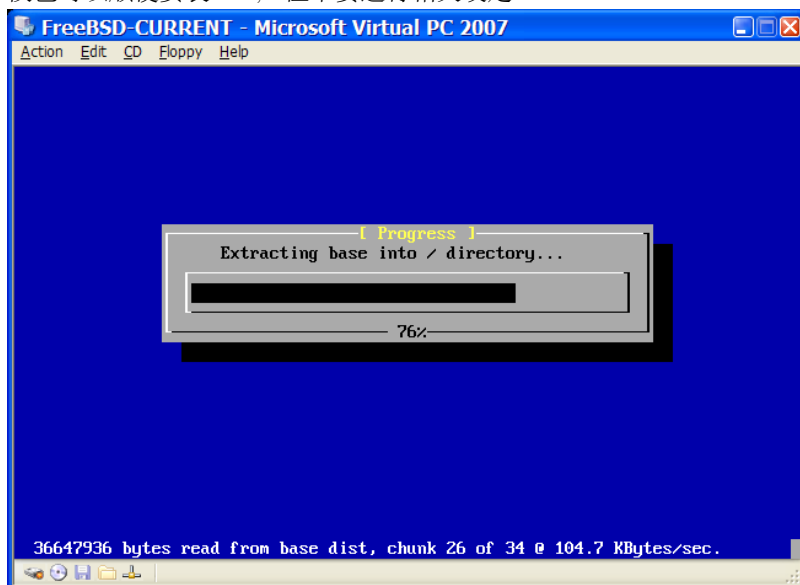 FreeBSD-CURRENT - Microsoft Virtual PC 2007
Action Edit CD Floppy Help
[ Progress ]
Extracting base into / directory...
76%
36647936 bytes read from base dist, chunk 26 of 34 @ 104.7 KBytes/sec.